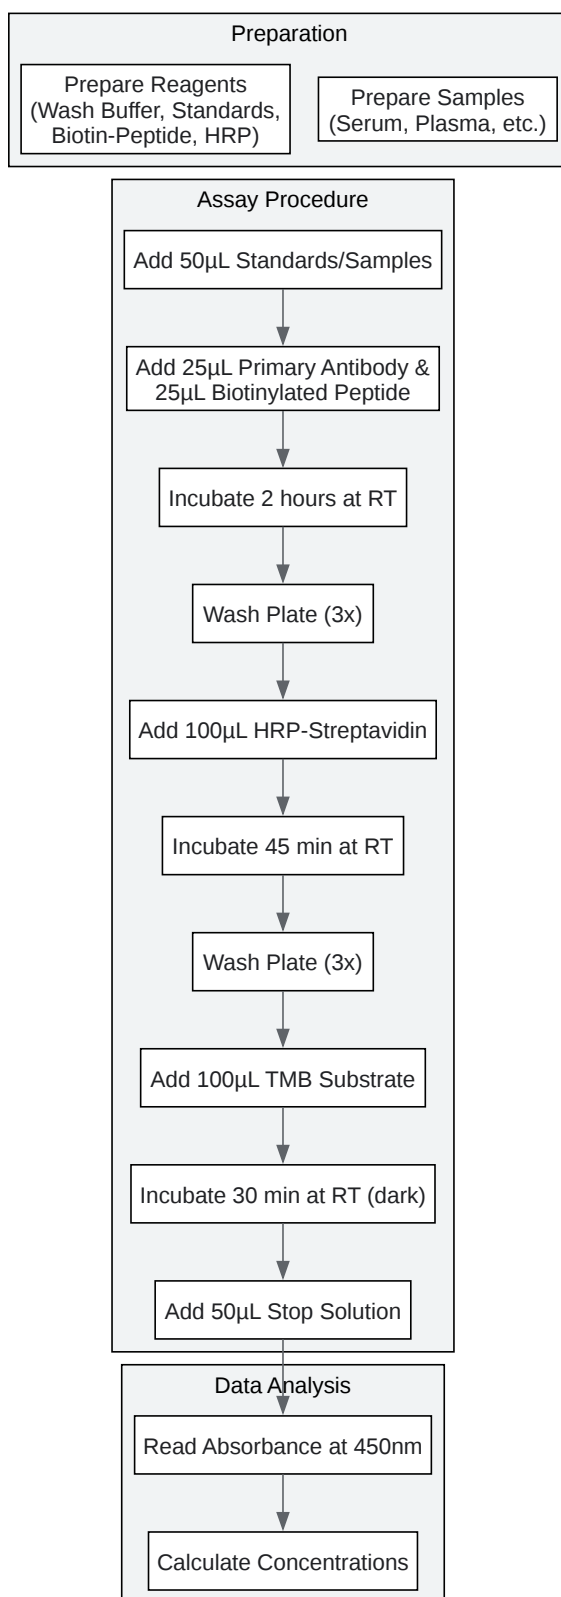 Preparation
Prepare Reagents
(Wash Buffer, Standards,
Biotin-Peptide, HRP)
Prepare Samples
(Serum, Plasma, etc.)
Assay Procedure
Add 50µL Standards/Samples
Add 25µL Primary Antibody &
25µL Biotinylated Peptide
Incubate 2 hours at RT
Wash Plate (3x)
Add 100µL HRP-Streptavidin
Incubate 45 min at RT
Wash Plate (3x)
Add 100µL TMB Substrate
Incubate 30 min at RT (dark)
Add 50µL Stop Solution
Data Analysis
Read Absorbance at 450nm
Calculate Concentrations